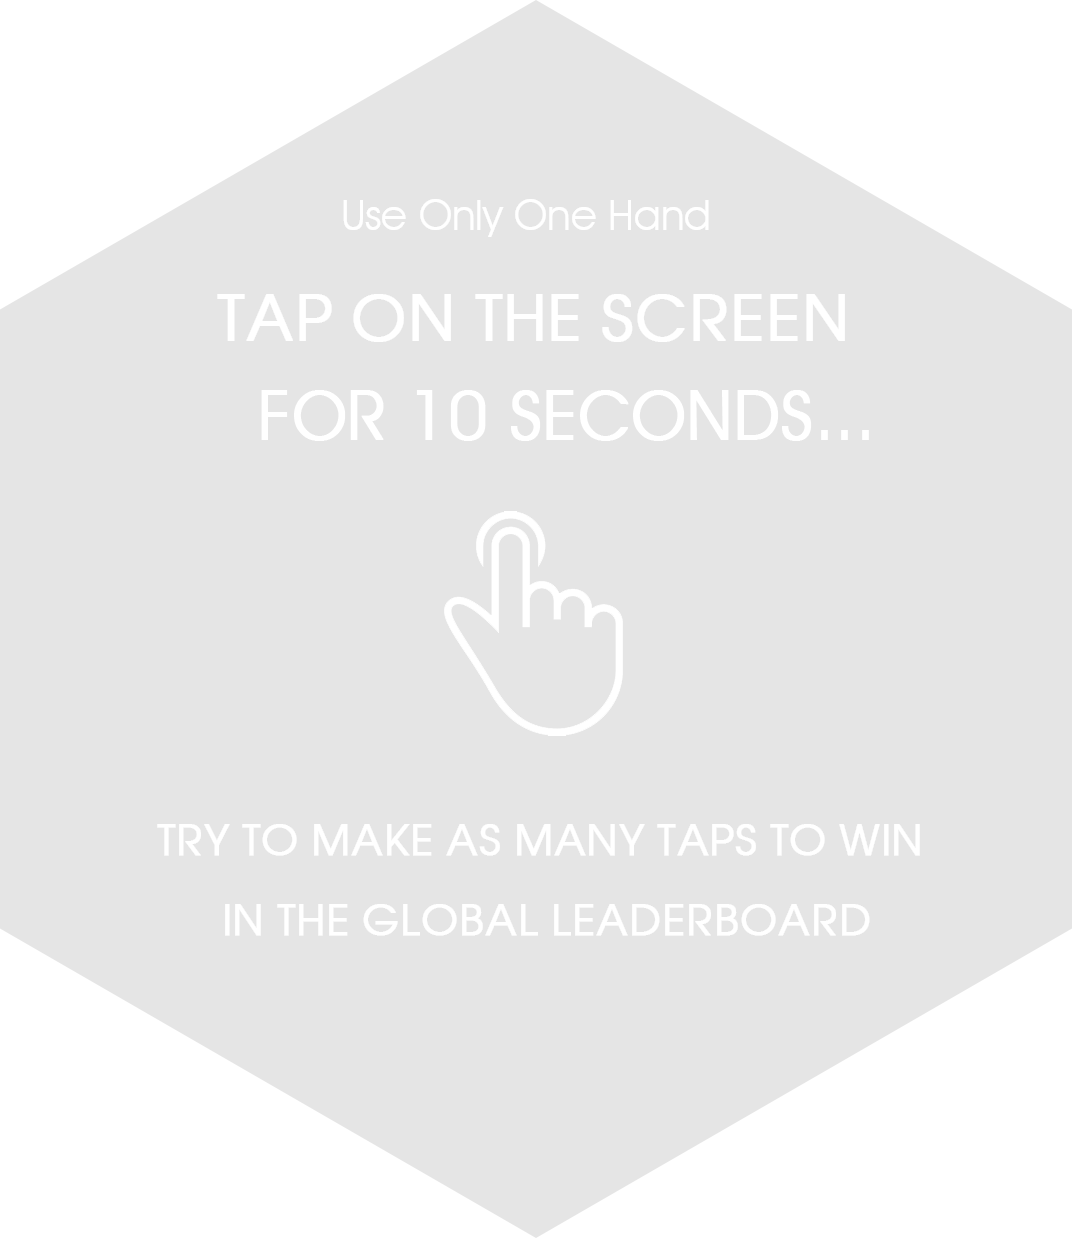 Use Only One Hand
TAP ON THE SCREEN
FOR 10 SECONDS...
TRY TO MAKE AS MANY TAPS TO WIN
IN THE GLOBAL LEADERBOARD